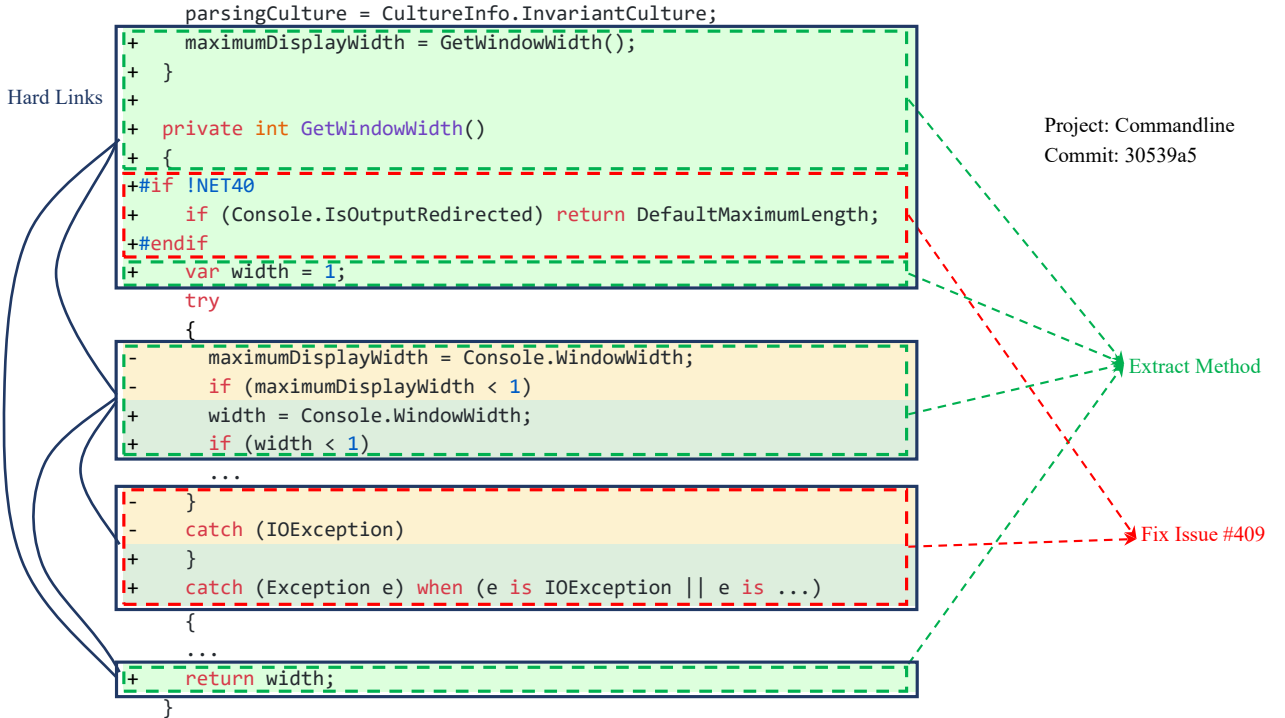 parsingCulture = CultureInfo.InvariantCulture;
+ maximumDisplayWidth = GetWindowWidth();
+ }
+
+ private int GetWindowWidth()
+ {
+#if !NET40
+ if (Console.IsOutputRedirected) return DefaultMaximumLength;
+#endif
+ var width = 1;
try
{
- maximumDisplayWidth = Console.WindowWidth;
- if (maximumDisplayWidth < 1)
+ width = Console.WindowWidth;
+ if (width < 1)
...
- }
- catch (IOException)
+ }
+ catch (Exception e) when (e is IOException || e is ...)
{
...
+ return width;
}
Hard Links
Project: Commandline
Commit: 30539a5
Extract Method
Fix Issue #409